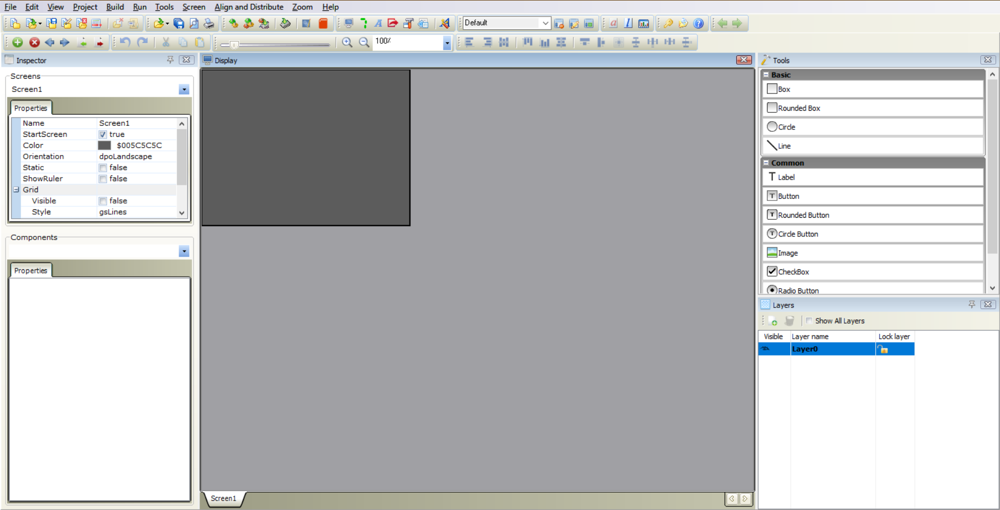 File Edit View Project Build Run Tools Screen Align and Distribute Zoom Help
Default
100%
Inspector
Screens
Screen1
Properties
Name Screen1
StartScreen true
Color $005C5C5C
Orientation dpoLandscape
Static false
ShowRuler false
Grid
Visible false
Style gsLines
Components
Properties
Display
Screen1
Tools
Basic
Box
Rounded Box
Circle
Line
Common
T Label
T Button
T Rounded Button
T Circle Button
Image
CheckBox
Radio Button
Layers
Show All Layers
Visible Layer name Lock layer
Layer0